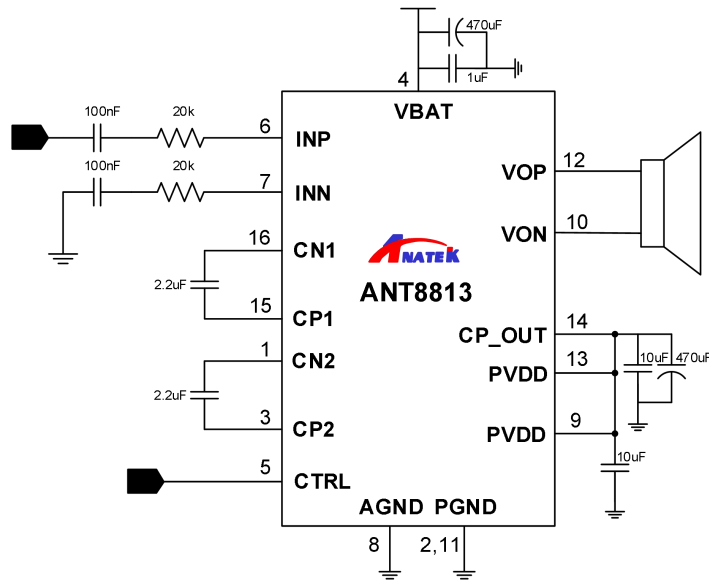 470uF
1uF
4
VBAT
100nF
20k
6
INP
100nF
20k
7
INN
12
VOP
10
VON
16
CN1
2.2uF
15
CP1
ANATEK
ANT8813
1
CN2
2.2uF
3
CP2
14
CP_OUT
13
PVDD
10uF
470uF
9
PVDD
10uF
5
CTRL
AGND PGND
8
2,11